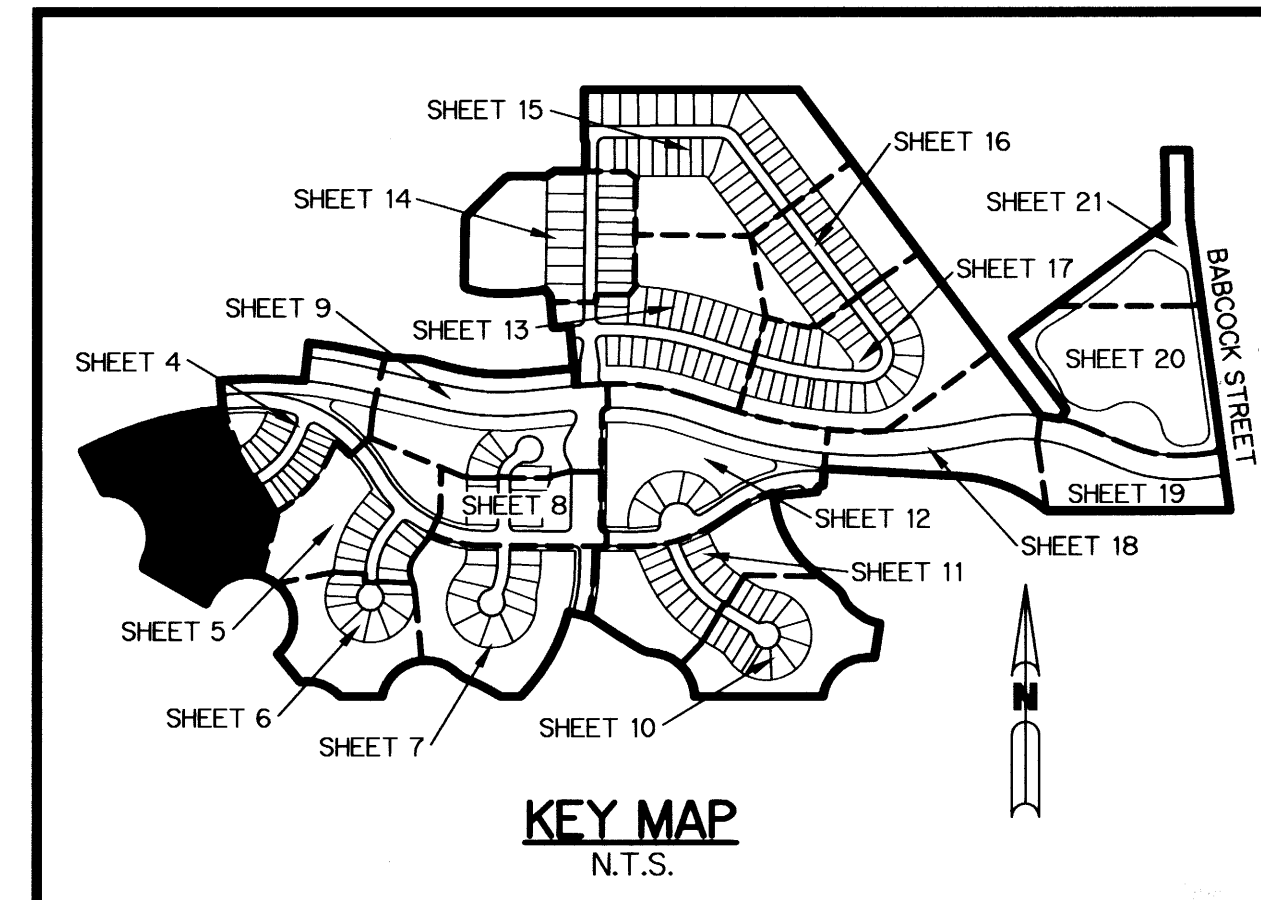 SHEET 15
SHEET 16
SHEET 14
SHEET 21
SHEET 17
BABCOCK STREET
SHEET 9
SHEET 13
SHEET 4
SHEET 20
SHEET 8
SHEET 19
SHEET 12
SHEET 18
SHEET 11
SHEET 5
SHEET 6
SHEET 10
SHEET 7
N
KEY MAP
N.T.S.